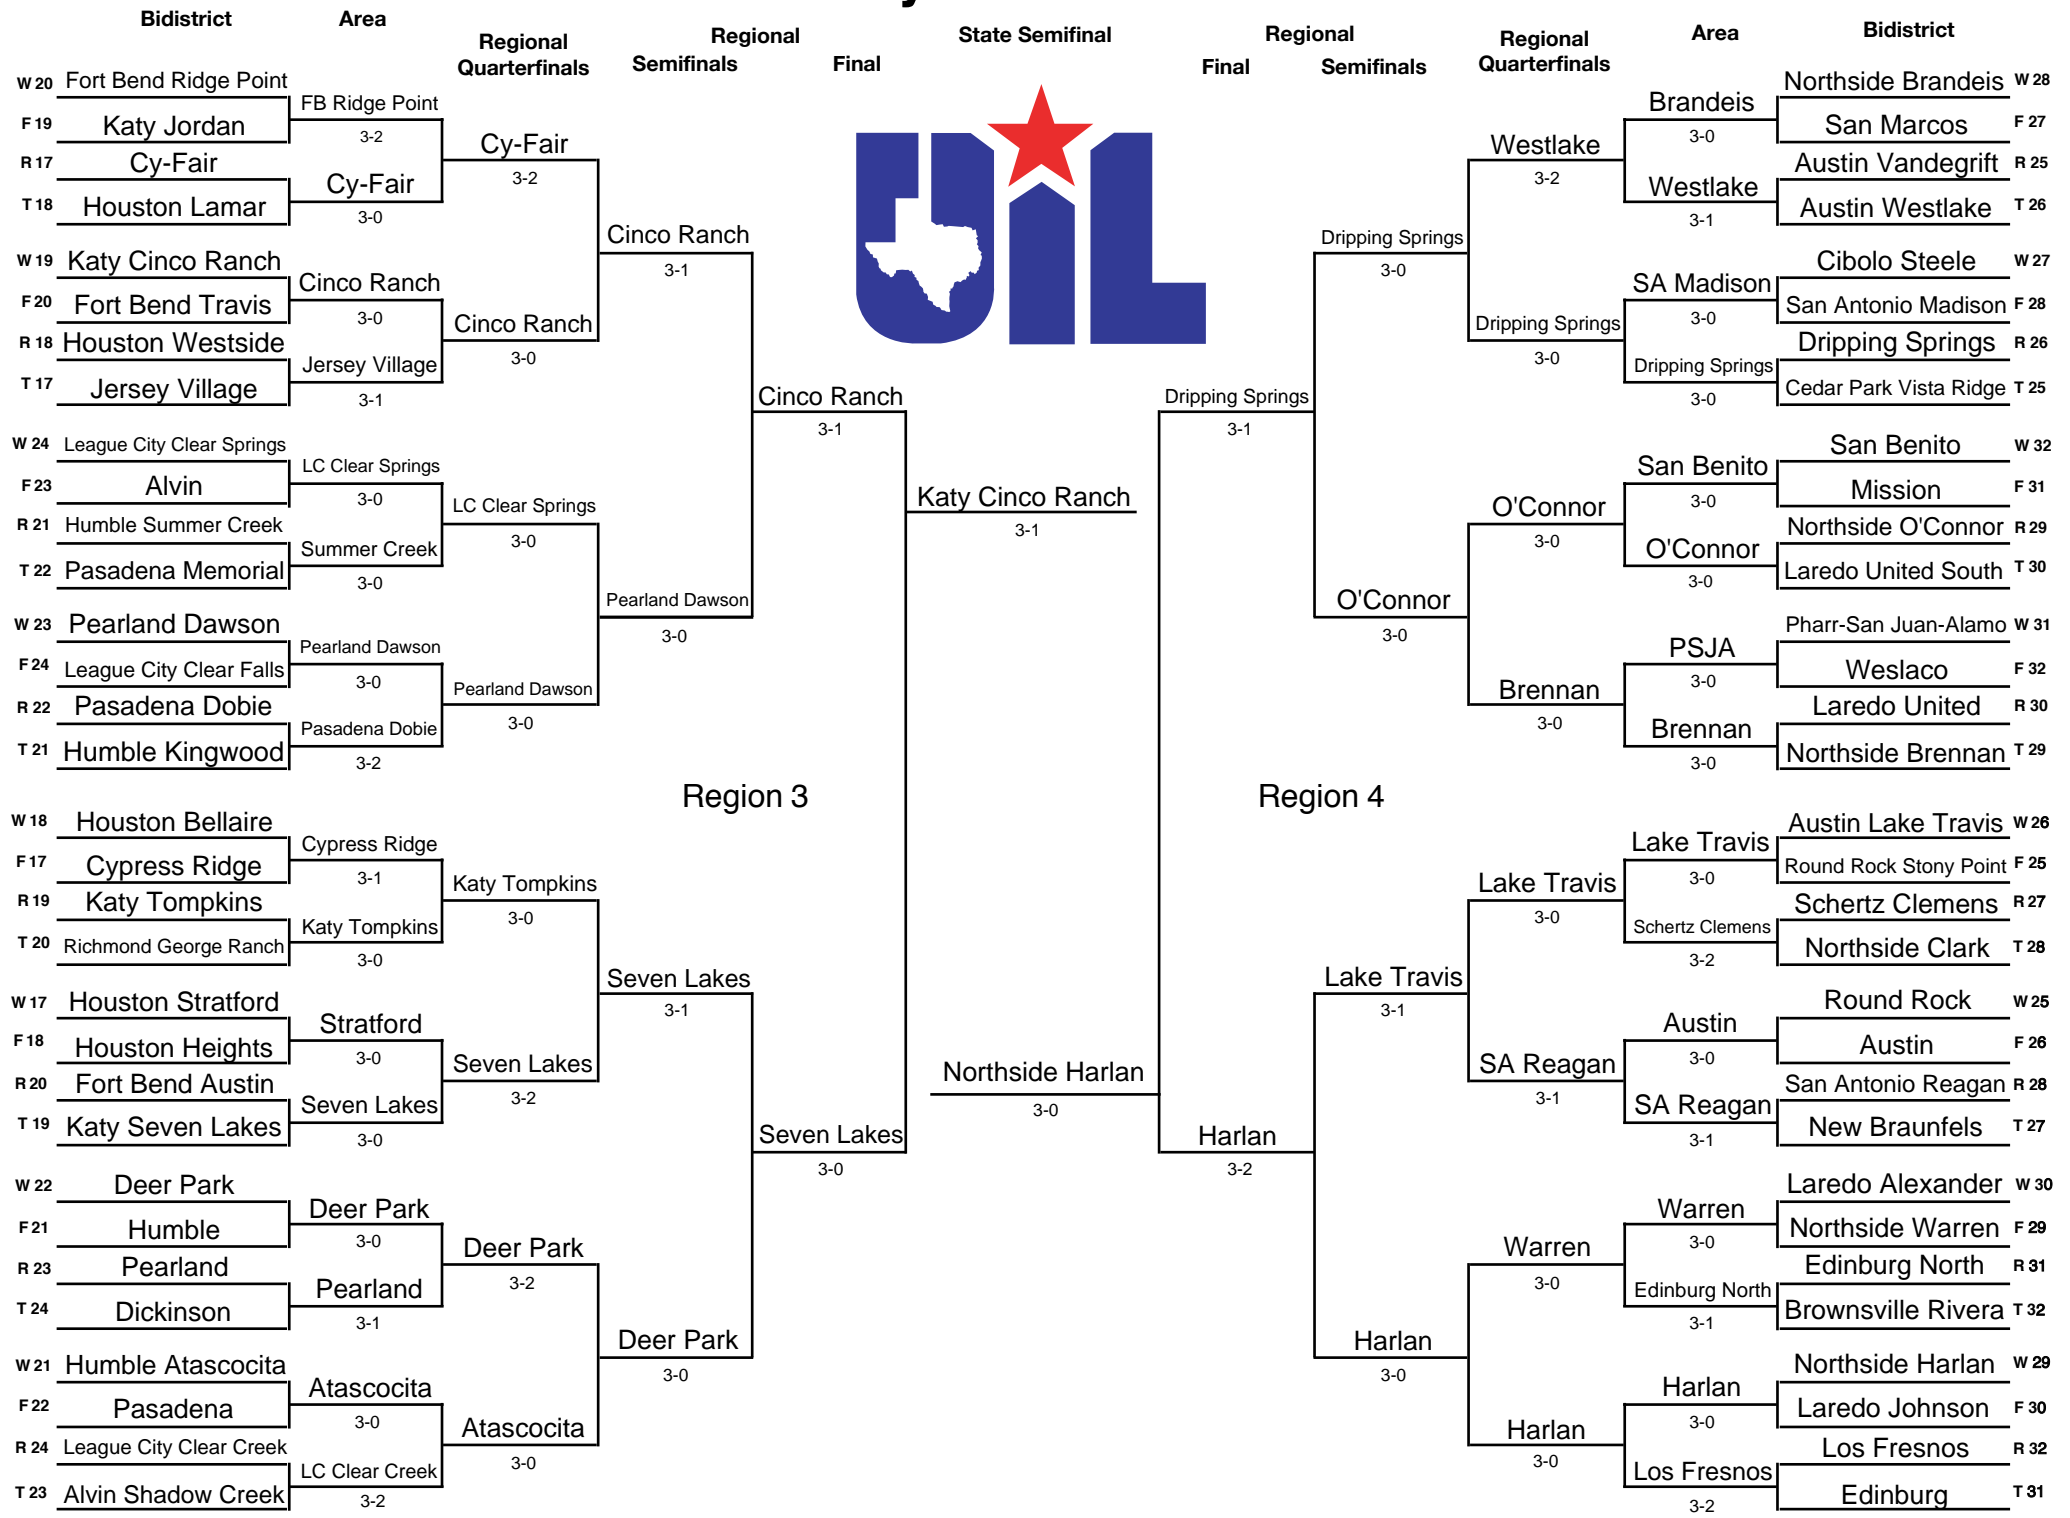 Bidistrict
Area
Regional
Quarterfinals
Regional
Semifinals
Final
State Semifinal
Regional
Final
Semifinals
Regional
Quarterfinals
Area
Bidistrict
W 20 Fort Bend Ridge Point
F 19 Katy Jordan
R 17 Cy-Fair
T 18 Houston Lamar
W 19 Katy Cinco Ranch
F 20 Fort Bend Travis
R 18 Houston Westside
T 17 Jersey Village
W 24 League City Clear Springs
F 23 Alvin
R 21 Humble Summer Creek
T 22 Pasadena Memorial
W 23 Pearland Dawson
F 24 League City Clear Falls
R 22 Pasadena Dobie
T 21 Humble Kingwood
W 18 Houston Bellaire
F 17 Cypress Ridge
R 19 Katy Tompkins
T 20 Richmond George Ranch
W 17 Houston Stratford
F 18 Houston Heights
R 20 Fort Bend Austin
T 19 Katy Seven Lakes
W 22 Deer Park
F 21 Humble
R 23 Pearland
T 24 Dickinson
W 21 Humble Atascocita
F 22 Pasadena
R 24 League City Clear Creek
T 23 Alvin Shadow Creek
FB Ridge Point
3-2
Cy-Fair
3-0
Cinco Ranch
3-0
Jersey Village
3-1
LC Clear Springs
3-0
Summer Creek
3-0
Pearland Dawson
3-0
Pasadena Dobie
3-2
Cypress Ridge
3-1
Katy Tompkins
3-0
Stratford
3-0
Seven Lakes
3-0
Deer Park
3-0
Pearland
3-1
Atascocita
3-0
LC Clear Creek
3-2
Cy-Fair
3-2
Cinco Ranch
3-0
LC Clear Springs
3-0
Pearland Dawson
3-0
Katy Tompkins
3-0
Seven Lakes
3-2
Deer Park
3-2
Atascocita
3-0
Cinco Ranch
3-1
Pearland Dawson
3-0
Region 3
Seven Lakes
3-1
Deer Park
3-0
Cinco Ranch
3-1
Seven Lakes
3-0
UIL
Katy Cinco Ranch
3-1
Northside Harlan
3-0
Dripping Springs
3-1
Harlan
3-2
Dripping Springs
3-0
O'Connor
3-0
Region 4
Lake Travis
3-1
Harlan
3-0
Westlake
3-2
Dripping Springs
3-0
O'Connor
3-0
Brennan
3-0
Lake Travis
3-0
SA Reagan
3-1
Warren
3-0
Harlan
3-0
Brandeis
3-0
Westlake
3-1
SA Madison
3-0
Dripping Springs
3-0
San Benito
3-0
O'Connor
3-0
PSJA
3-0
Brennan
3-0
Lake Travis
3-0
Schertz Clemens
3-2
Austin
3-0
SA Reagan
3-1
Warren
3-0
Edinburg North
3-1
Harlan
3-0
Los Fresnos
3-2
Northside Brandeis W 28
San Marcos F 27
Austin Vandegrift R 25
Austin Westlake T 26
Cibolo Steele W 27
San Antonio Madison F 28
Dripping Springs R 26
Cedar Park Vista Ridge T 25
San Benito W 32
Mission F 31
Northside O'Connor R 29
Laredo United South T 30
Pharr-San Juan-Alamo W 31
Weslaco F 32
Laredo United R 30
Northside Brennan T 29
Austin Lake Travis W 26
Round Rock Stony Point F 25
Schertz Clemens R 27
Northside Clark T 28
Round Rock W 25
Austin F 26
San Antonio Reagan R 28
New Braunfels T 27
Laredo Alexander W 30
Northside Warren F 29
Edinburg North R 31
Brownsville Rivera T 32
Northside Harlan W 29
Laredo Johnson F 30
Los Fresnos R 32
Edinburg T 31